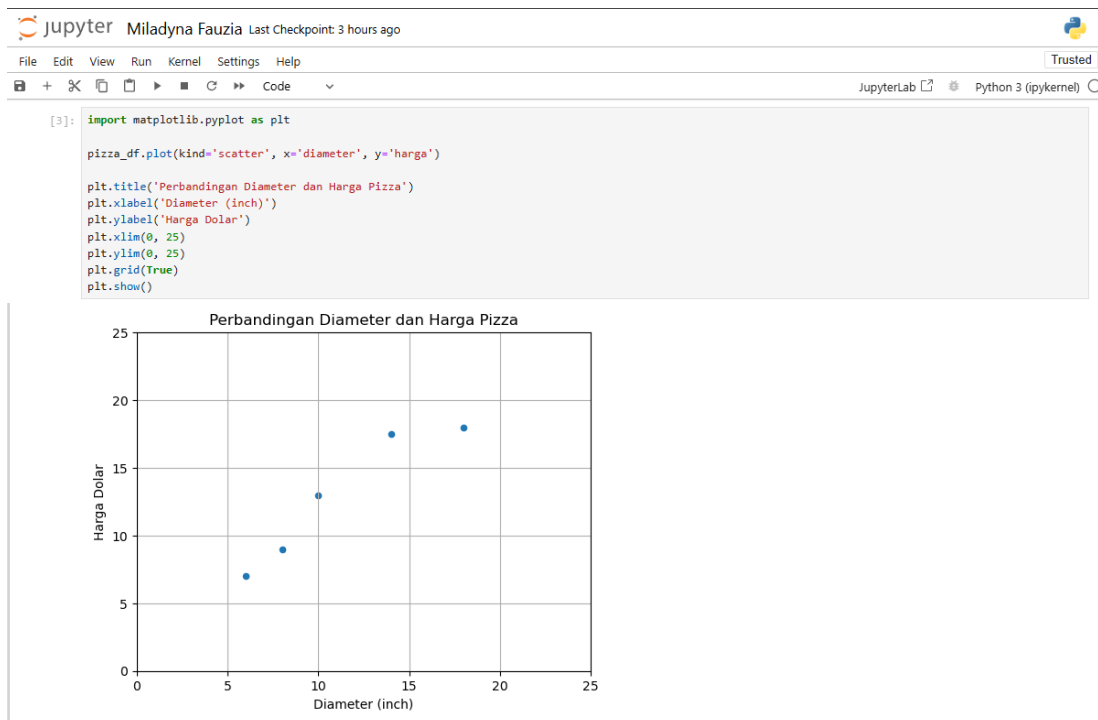 jupyter Miladyna Fauzia Last Checkpoint: 3 hours ago
File Edit View Run Kernel Settings Help Trusted
Code JupyterLab Python 3 (ipykernel)
[3]: import matplotlib.pyplot as plt
pizza_df.plot(kind='scatter', x='diameter', y='harga')
plt.title('Perbandingan Diameter dan Harga Pizza')
plt.xlabel('Diameter (inch)')
plt.ylabel('Harga Dolar')
plt.xlim(0, 25)
plt.ylim(0, 25)
plt.grid(True)
plt.show()
Perbandingan Diameter dan Harga Pizza
25
20
15
10
5
0
Harga Dolar
0 5 10 15 20 25
Diameter (inch)